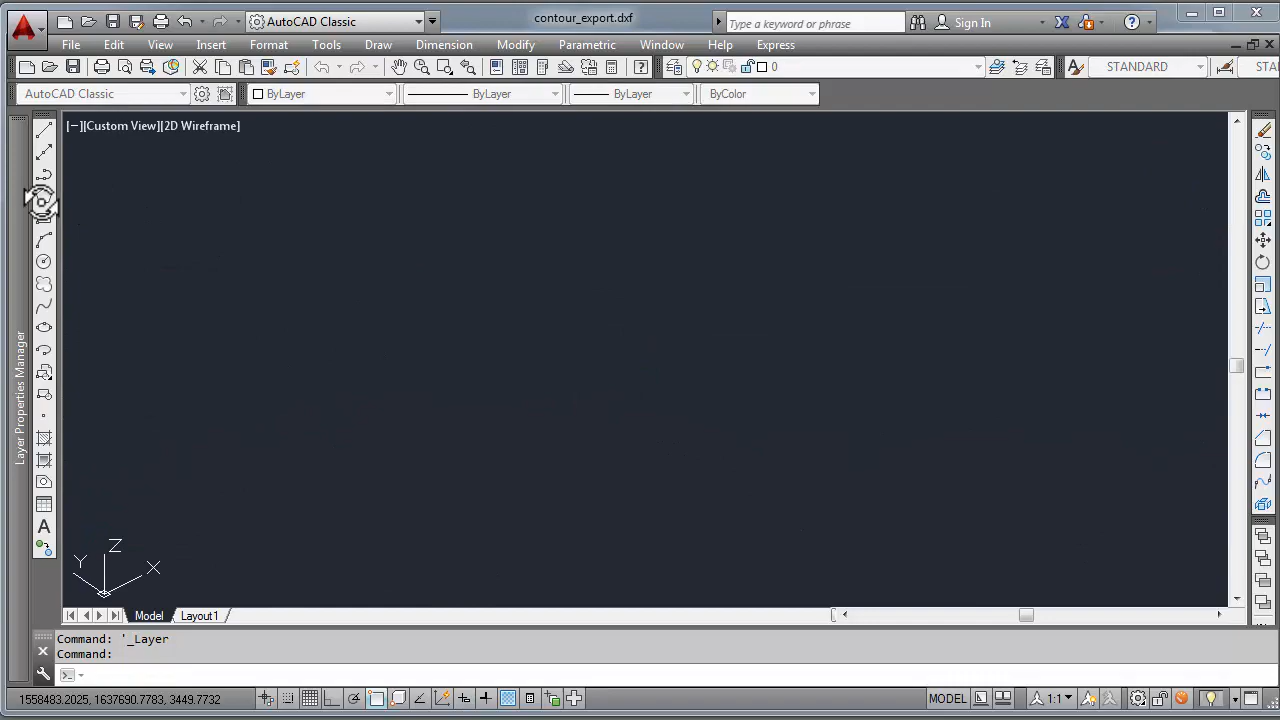 AutoCAD Classic
contour_export.dxf
Type a keyword or phrase
Sign In
File Edit View Insert Format Tools Draw Dimension Modify Parametric Window Help Express
0
STANDARD
AutoCAD Classic
ByLayer
ByLayer
ByLayer
ByColor
[−][Custom View][2D Wireframe]
Layer Properties Manager
A
Z
Y
X
Model
Layout1
Command: '_Layer
Command:
1558483.2025, 1637690.7783, 3449.7732
MODEL
1:1